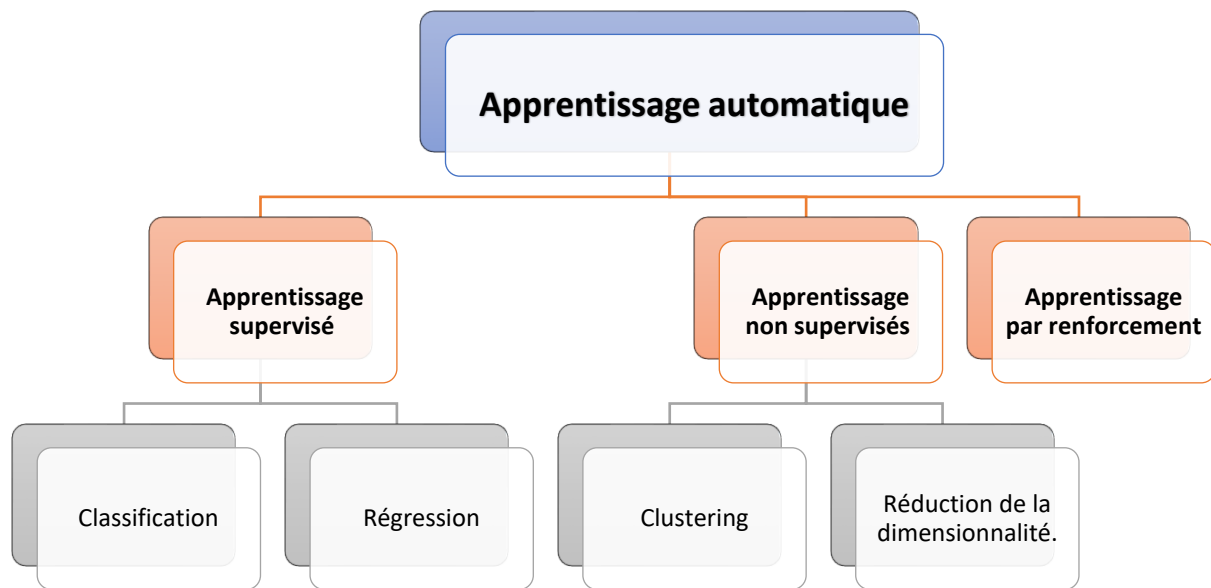 Apprentissage automatique
Apprentissage
supervisé
Apprentissage
non supervisés
Apprentissage
par renforcement
Classification
Régression
Clustering
Réduction de la
dimensionnalité.